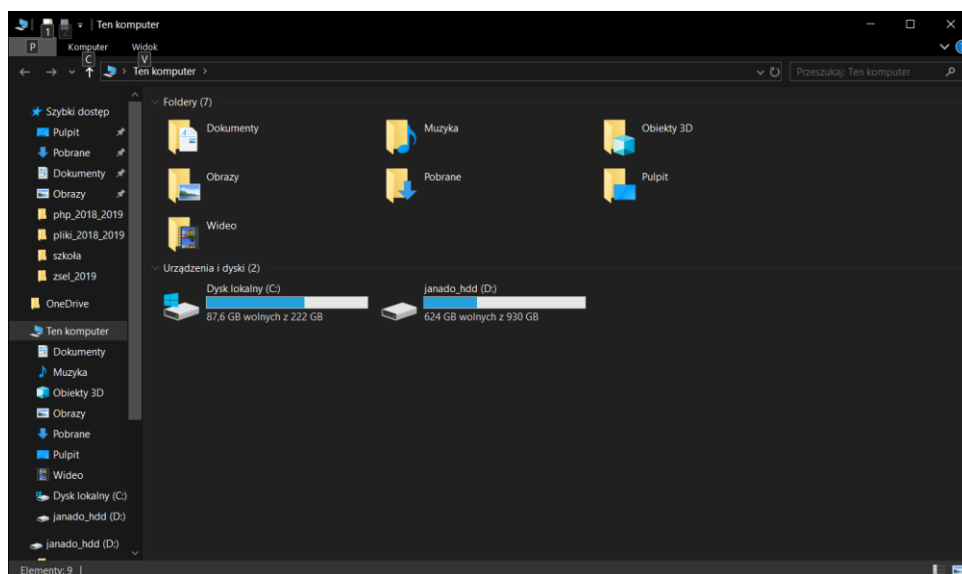 Ten komputer
1
P
Komputer
Widok
C
V
Ten komputer
Przeszukaj: Ten komputer
Szybki dostęp
Pulpit
Pobrane
Dokumenty
Obrazy
php_2018_2019
pliki_2018_2019
szkoła
zsel_2019
OneDrive
Ten komputer
Dokumenty
Muzyka
Obiekty 3D
Obrazy
Pobrane
Pulpit
Wideo
Dysk lokalny (C:)
janado_hdd (D:)
janado_hdd (D:)
Foldery (7)
Dokumenty
Muzyka
Obiekty 3D
Obrazy
Pobrane
Pulpit
Wideo
Urządzenia i dyski (2)
Dysk lokalny (C:)
87,6 GB wolnych z 222 GB
janado_hdd (D:)
624 GB wolnych z 930 GB
Elementy: 9